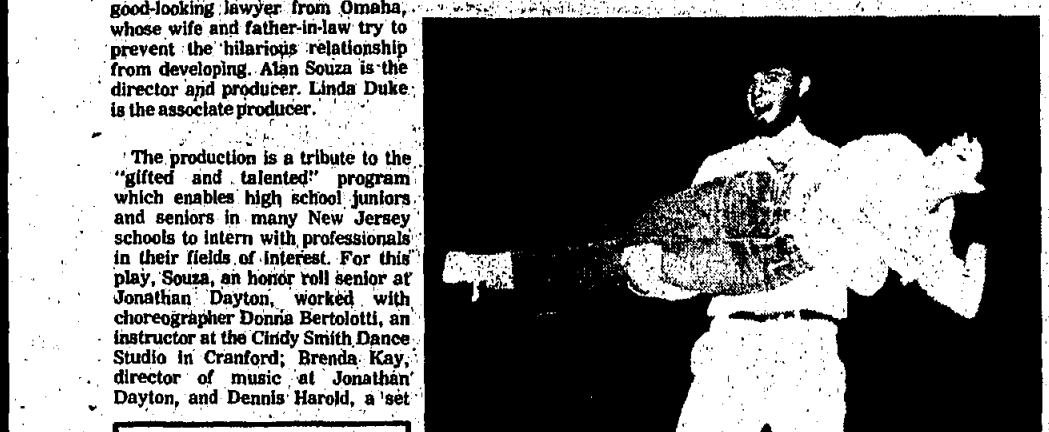 good-looking lawyer from Omaha,
whose wife and father-in-law try to
prevent the hilarious relationship
from developing. Alan Souza is the
director and producer. Linda Duke
is the associate producer.
The production is a tribute to the
"gifted and talented" program
which enables high school juniors
and seniors in many New Jersey
schools to intern with professionals
in their fields of interest. For this
play, Souza, an honor roll senior at
Jonathan Dayton, worked with
choreographer Donna Bertolotti, an
instructor at the Cindy Smith Dance
Studio in Cranford; Brenda Kay,
director of music at Jonathan
Dayton, and Dennis Harold, a set